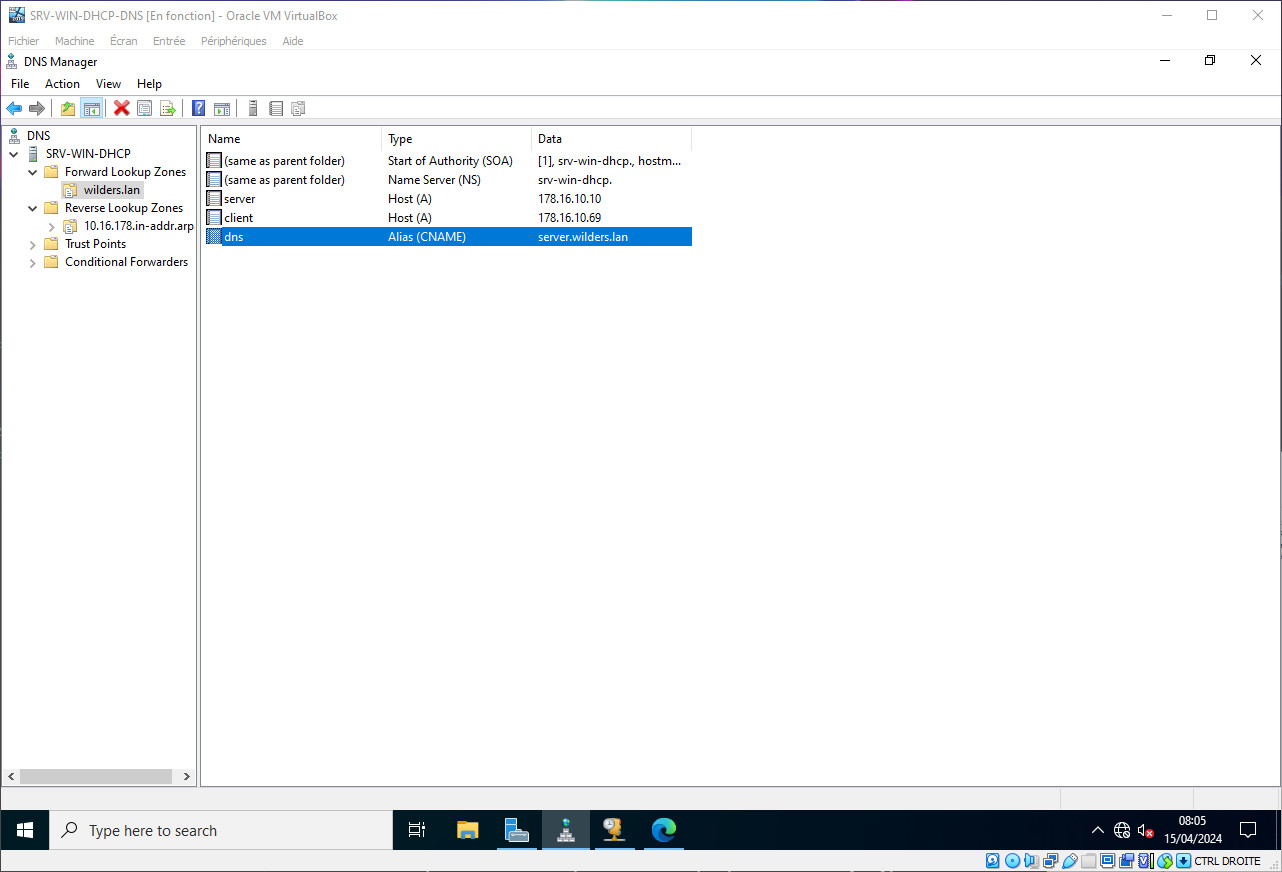 SRV-WIN-DHCP-DNS [En fonction] - Oracle VM VirtualBox
Fichier Machine Écran Entrée Périphériques Aide
DNS Manager
File Action View Help
DNS
SRV-WIN-DHCP
Forward Lookup Zones
wilders.lan
Reverse Lookup Zones
10.16.178.in-addr.arp
Trust Points
Conditional Forwarders
Name Type Data
(same as parent folder) Start of Authority (SOA) [1], srv-win-dhcp., hostm...
(same as parent folder) Name Server (NS) srv-win-dhcp.
server Host (A) 178.16.10.10
client Host (A) 178.16.10.69
dns Alias (CNAME) server.wilders.lan
Type here to search
08:05
15/04/2024
CTRL DROITE